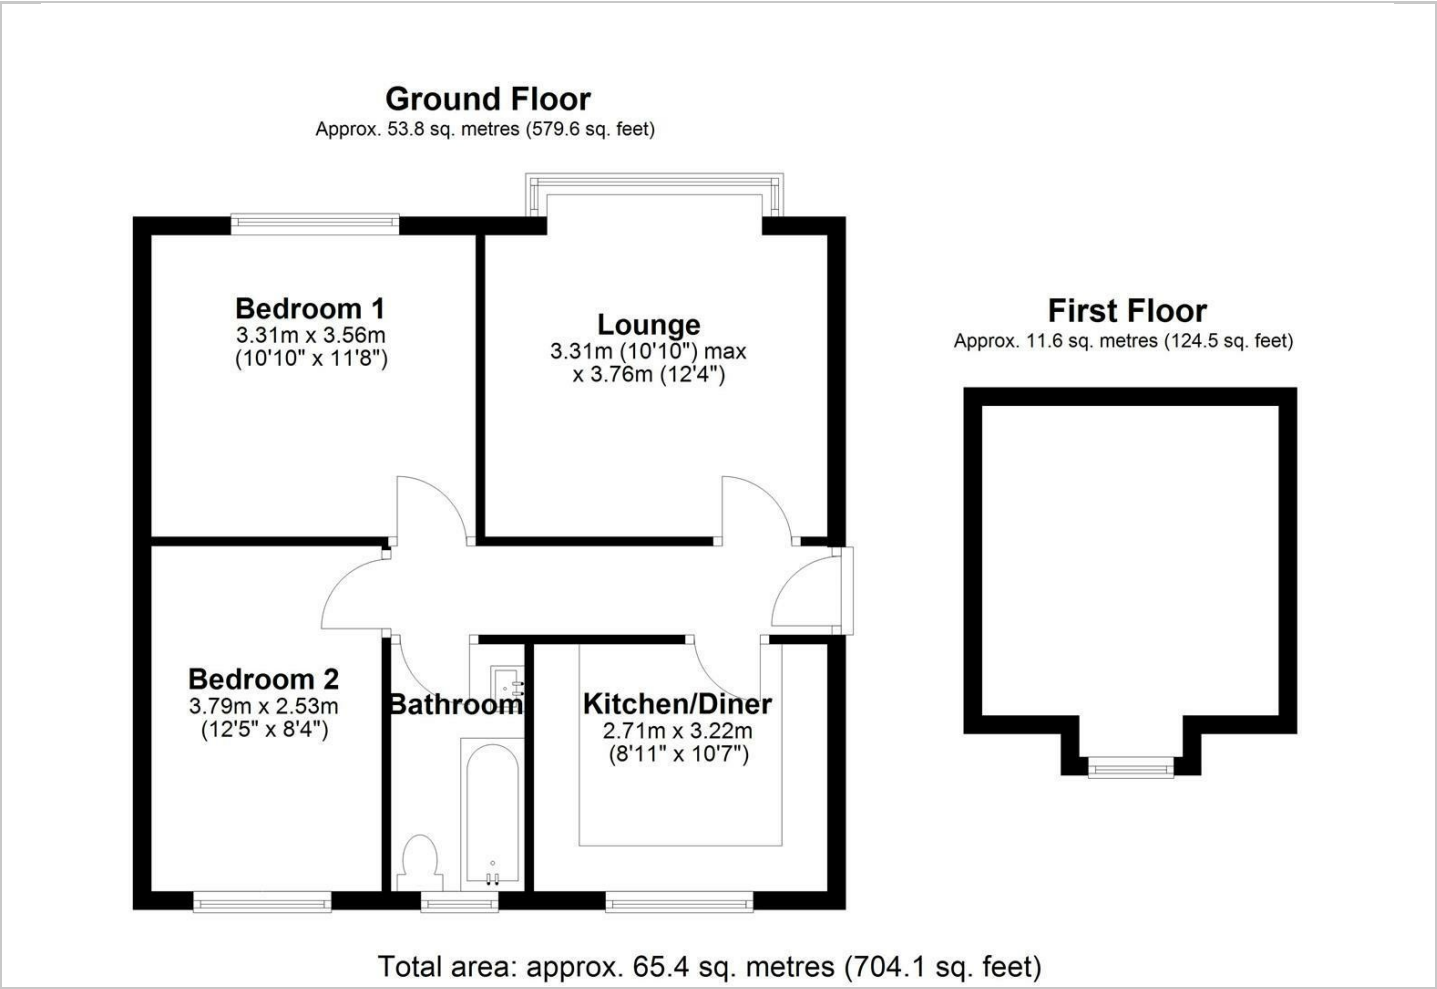 Ground Floor
Approx. 53.8 sq. metres (579.6 sq. feet)
Bedroom 1
3.31m x 3.56m
(10'10" x 11'8")
Lounge
3.31m (10'10") max
x 3.76m (12'4")
Bedroom 2
3.79m x 2.53m
(12'5" x 8'4")
Bathroom
Kitchen/Diner
2.71m x 3.22m
(8'11" x 10'7")
First Floor
Approx. 11.6 sq. metres (124.5 sq. feet)
Total area: approx. 65.4 sq. metres (704.1 sq. feet)